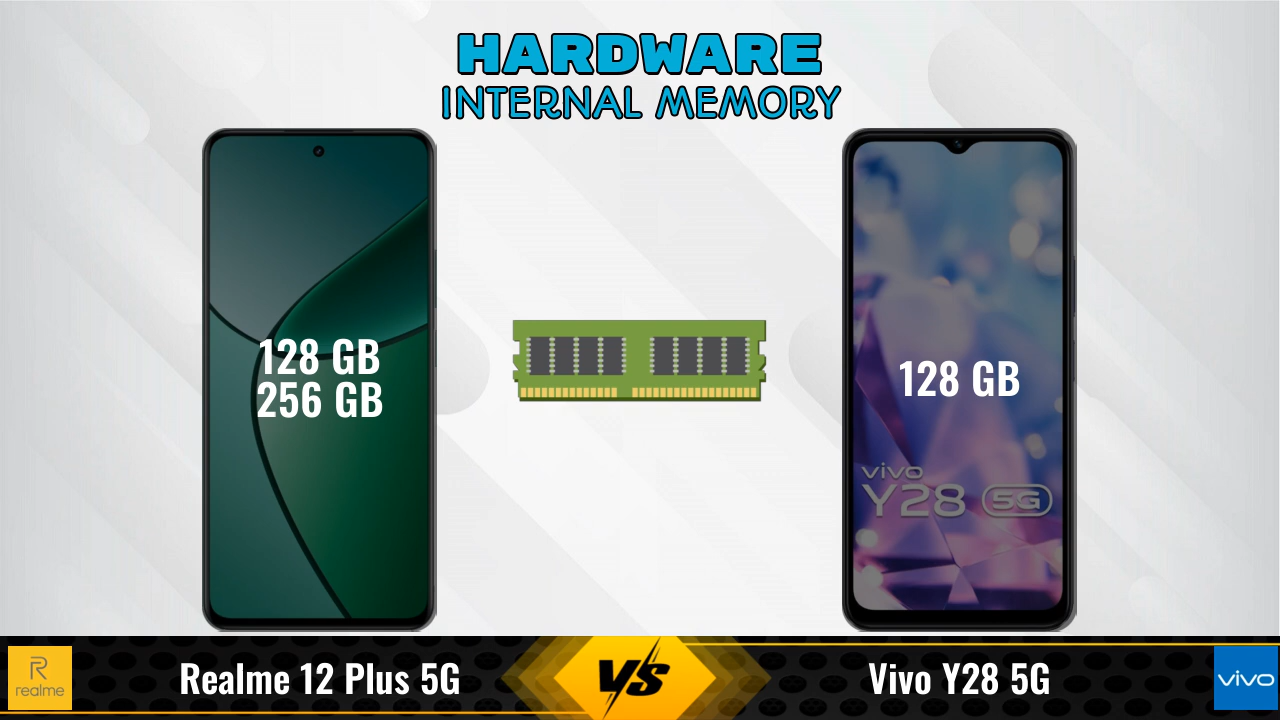 HARDWARE
INTERNAL MEMORY
128 GB
256 GB
128 GB
vivo
Y28 5G
R
realme
Realme 12 Plus 5G
VS
Vivo Y28 5G
vivo